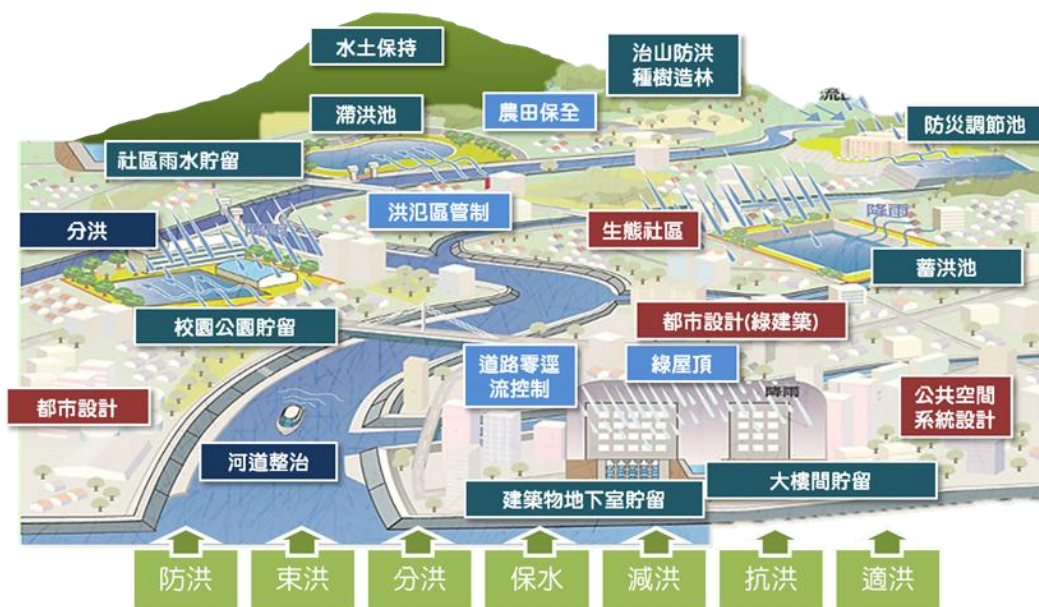 水土保持
治山防洪
種樹造林
滯洪池
農田保全
防災調節池
社區雨水貯留
洪氾區管制
降雨
分洪
生態社區
蓄洪池
校園公園貯留
都市設計(綠建築)
道路零逕
流控制
綠屋頂
降雨
都市設計
公共空間
系統設計
河道整治
大樓間貯留
建築物地下室貯留
防洪
束洪
分洪
保水
減洪
抗洪
適洪